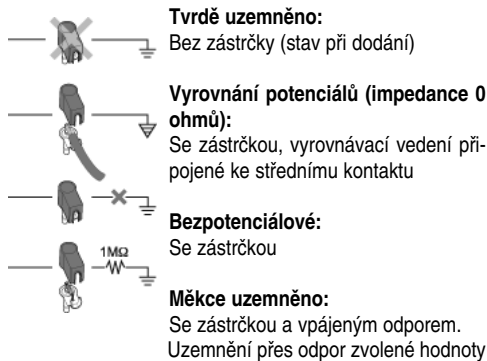 Tvrdě uzemněno:
Bez zástrčky (stav při dodání)
Vyrovnání potenciálů (impedance 0
ohmů):
Se zástrčkou, vyrovnávací vedení při-
pojené ke střednímu kontaktu
Bezpotenciálové:
Se zástrčkou
1MΩ
Měkce uzemněno:
Se zástrčkou a vpájeným odporem.
Uzemnění přes odpor zvolené hodnoty